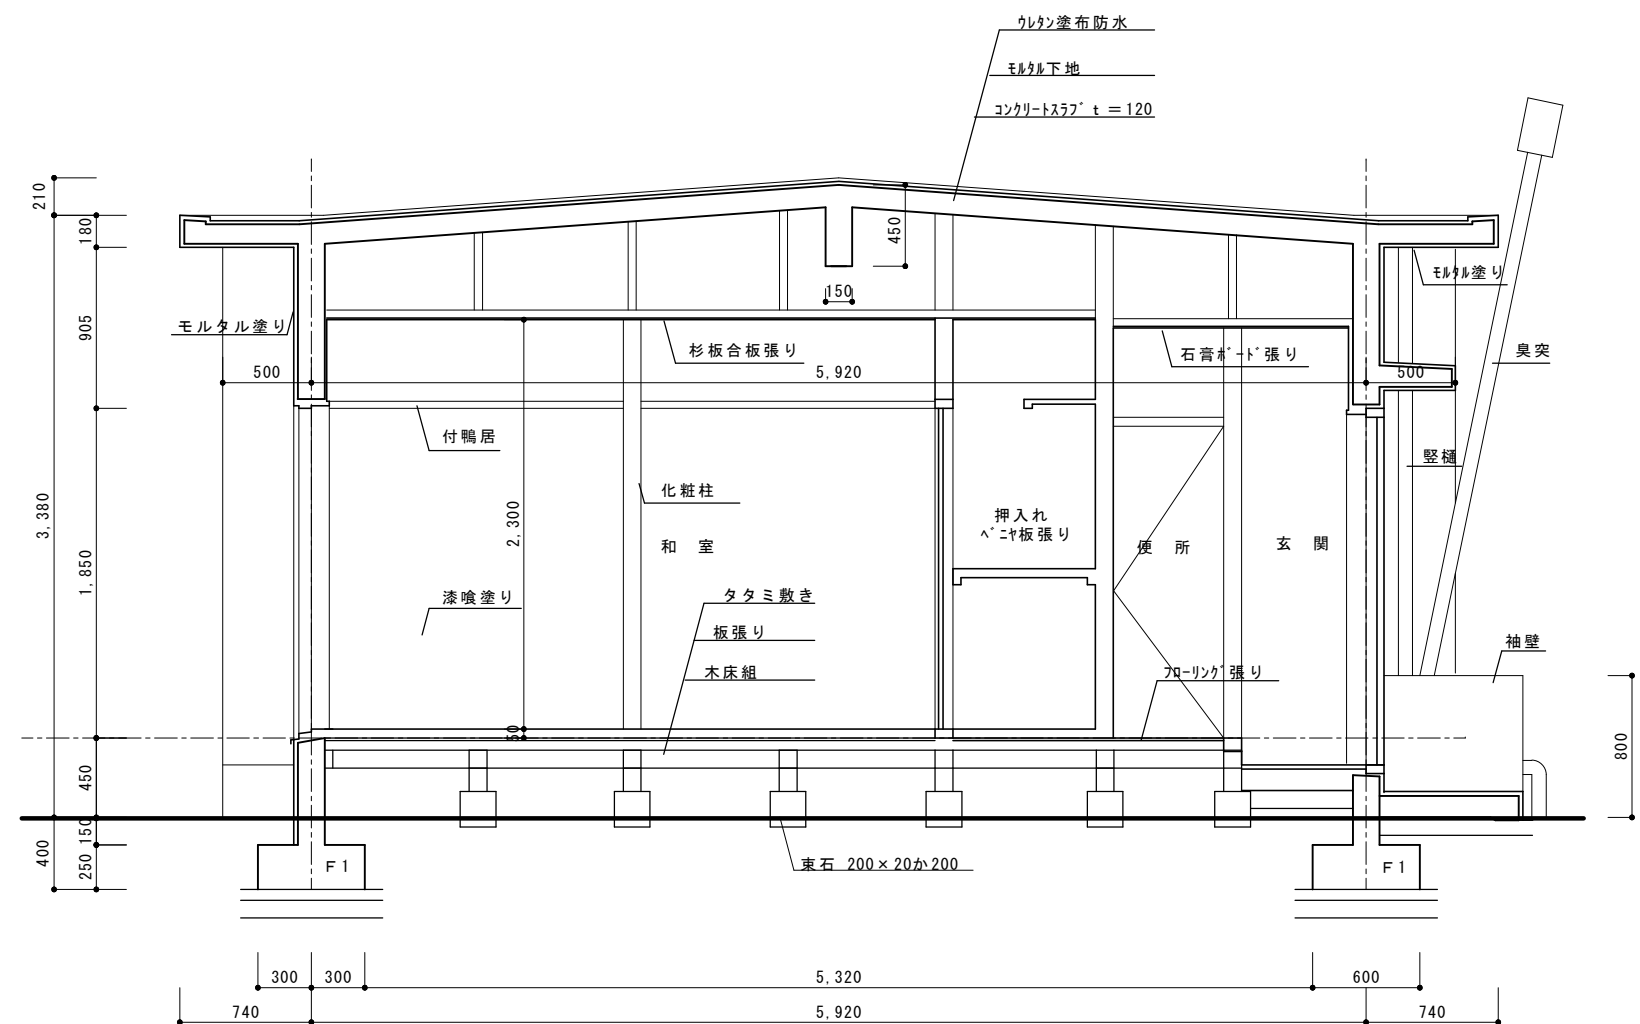 ウレタン塗布防水
モルタル下地
コンクリートスラブ t =120
210
180
450
150
モルタル塗り
モルタル塗り
905
杉板合板張り
石膏ボード張り
臭突
500
5,920
500
付鴨居
竪樋
化粧柱
3,380
2,300
押入れ
ベニヤ板張り
和 室
便 所
玄 関
1,850
漆喰塗り
タタミ敷き
板張り
木床組
フローリング張り
袖壁
50
800
450
150
400
250
F1
F1
束石 200×20か200
300
300
5,320
600
740
5,920
740